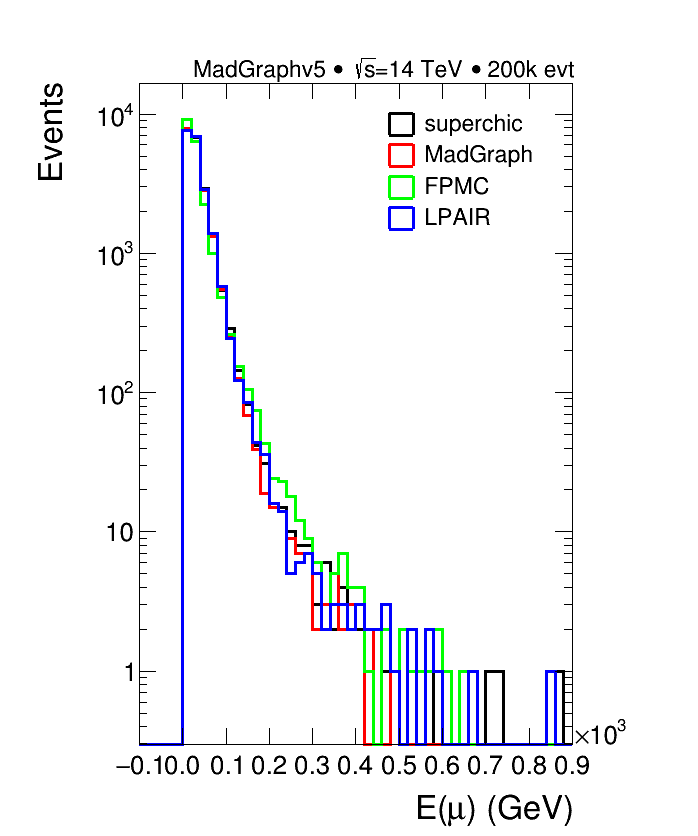 MadGraphv5 • √s=14 TeV • 200k evt
Events
10⁴
10³
10²
10
1
superchic
MadGraph
FPMC
LPAIR
−0.1 0.0 0.1 0.2 0.3 0.4 0.5 0.6 0.7 0.8 0.9
×10³
E(μ) (GeV)